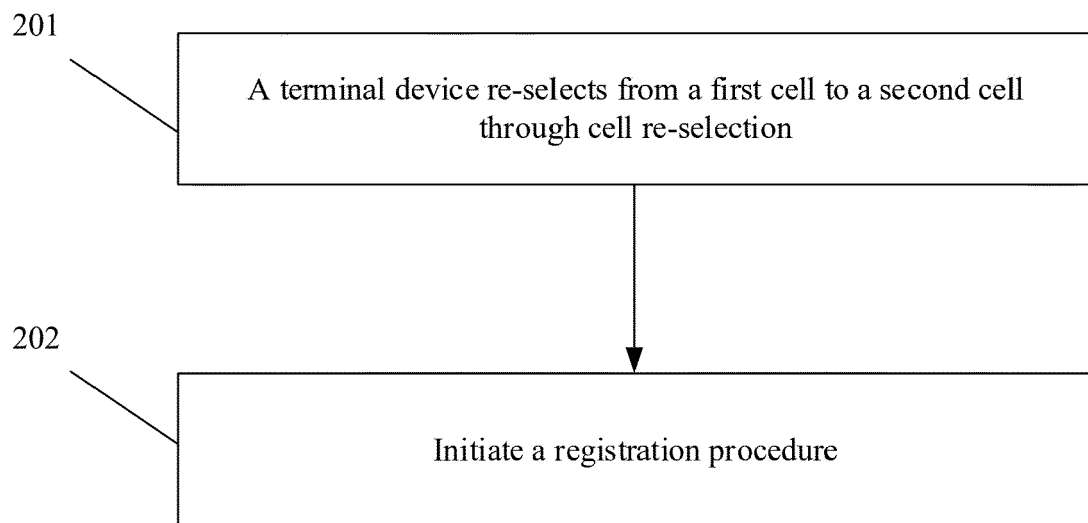 201
A terminal device re-selects from a first cell to a second cell
through cell re-selection
202
Initiate a registration procedure